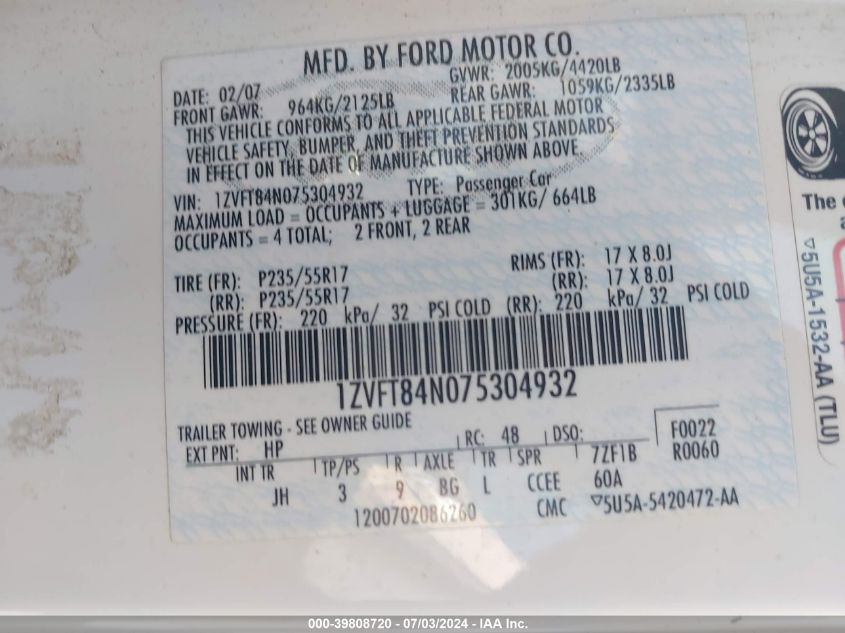 MFD. BY FORD MOTOR CO.
DATE: 02/07 GVWR: 2005KG/4420LB
FRONT GAWR: 964KG/2125LB REAR GAWR: 1059KG/2335LB
THIS VEHICLE CONFORMS TO ALL APPLICABLE FEDERAL MOTOR
VEHICLE SAFETY, BUMPER, AND THEFT PREVENTION STANDARDS
IN EFFECT ON THE DATE OF MANUFACTURE SHOWN ABOVE.
VIN: 1ZVFT84N075304932 TYPE: Passenger Car
MAXIMUM LOAD = OCCUPANTS + LUGGAGE = 301KG/ 664LB
OCCUPANTS = 4 TOTAL; 2 FRONT, 2 REAR
TIRE (FR): P235/55R17 RIMS (FR): 17 X 8.0J
(RR): P235/55R17 (RR): 17 X 8.0J
PRESSURE (FR): 220 kPa/ 32 PSI COLD (RR): 220 kPa/ 32 PSI COLD
1ZVFT84N075304932
TRAILER TOWING - SEE OWNER GUIDE
EXT PNT: HP RC: 48 DSO: F0022
INT TR TP/PS R AXLE TR SPR 7ZF1B R0060
JH 3 9 BG L CCEE 60A
1200702086260 CMC ▽5U5A-5420472-AA
The
▽5U5A-1532-AA (TLU)
000-39808720 - 07/03/2024 - IAA Inc.